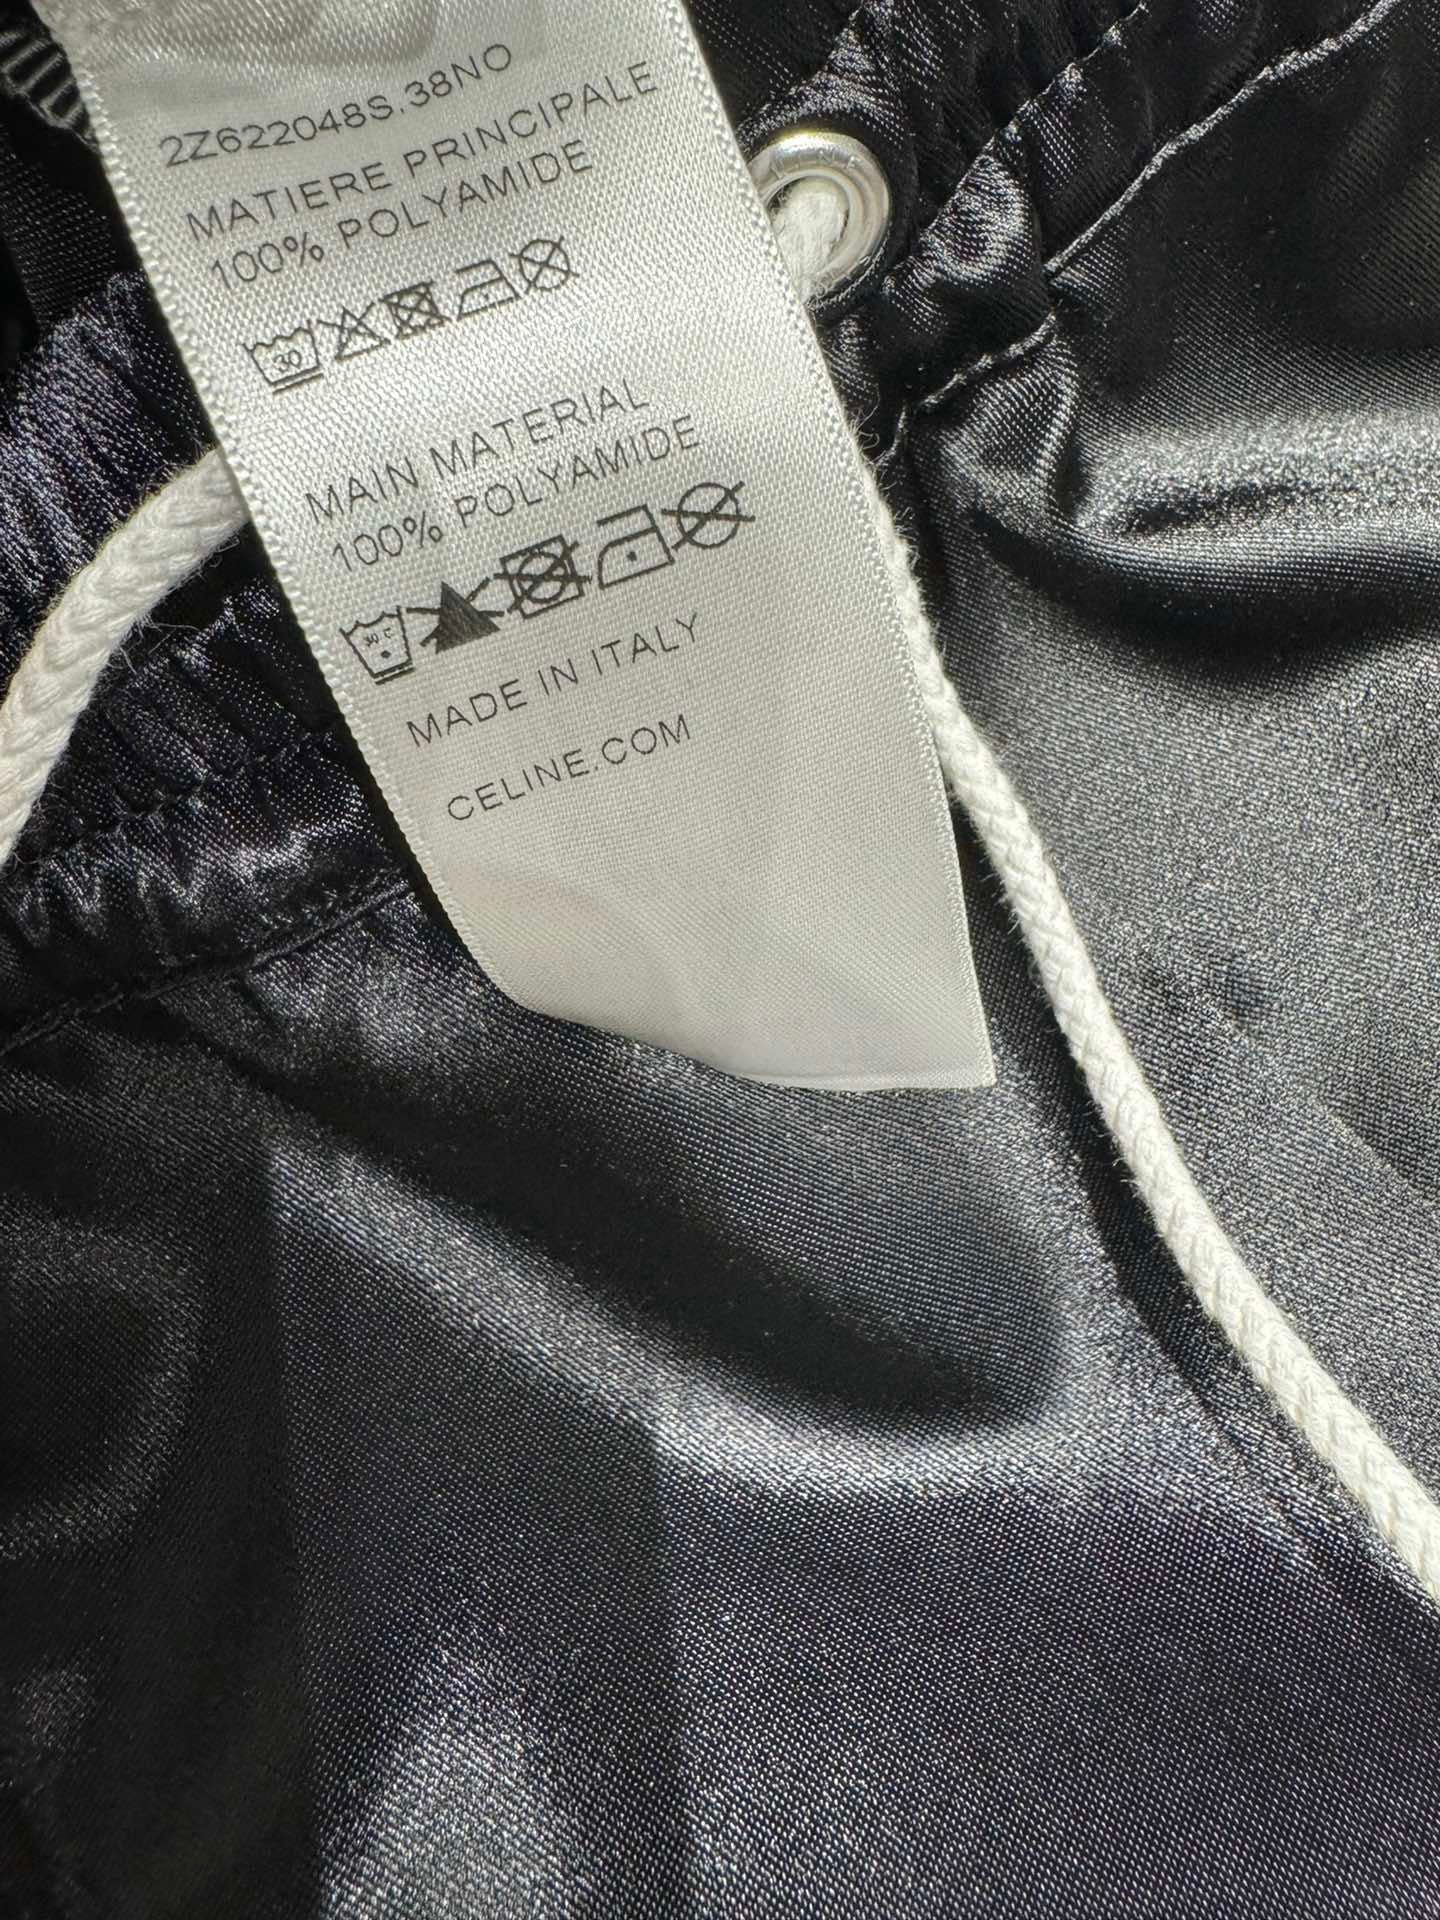 2Z622048S.38NO
MATIERE PRINCIPALE
100% POLYAMIDE
30
MAIN MATERIAL
100% POLYAMIDE
30 C
MADE IN ITALY
CELINE.COM